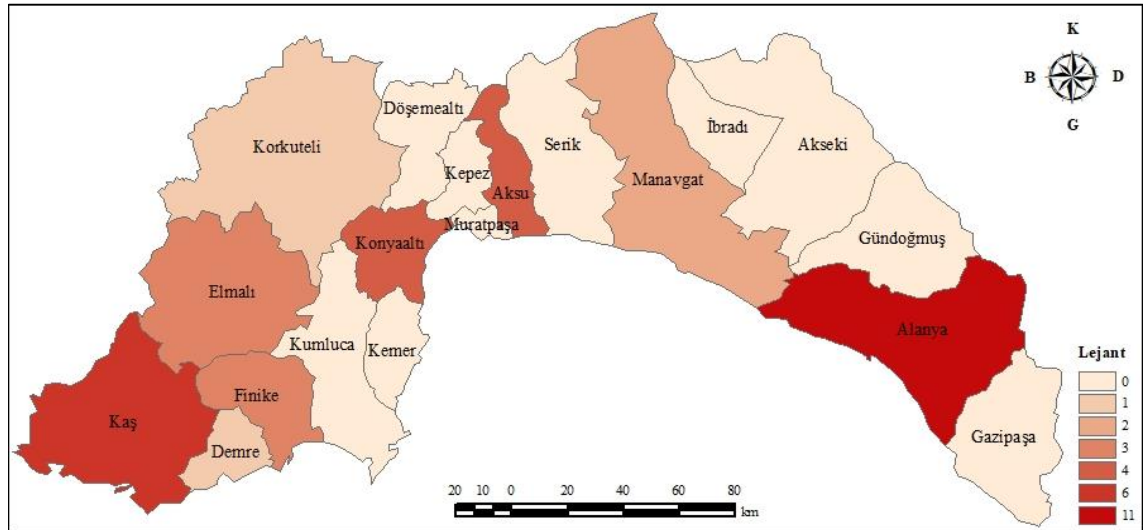 K
B
D
G
Döşemealtı
Korkuteli
Kepez
Serik
İbradı
Akseki
Manavgat
Aksu
Muratpaşa
Konyaaltı
Gündoğmuş
Elmalı
Alanya
Kumluca
Kemer
Finike
Kaş
Demre
Gazipaşa
Lejant
0
1
2
3
4
6
11
20 10 0 20 40 60 80
km